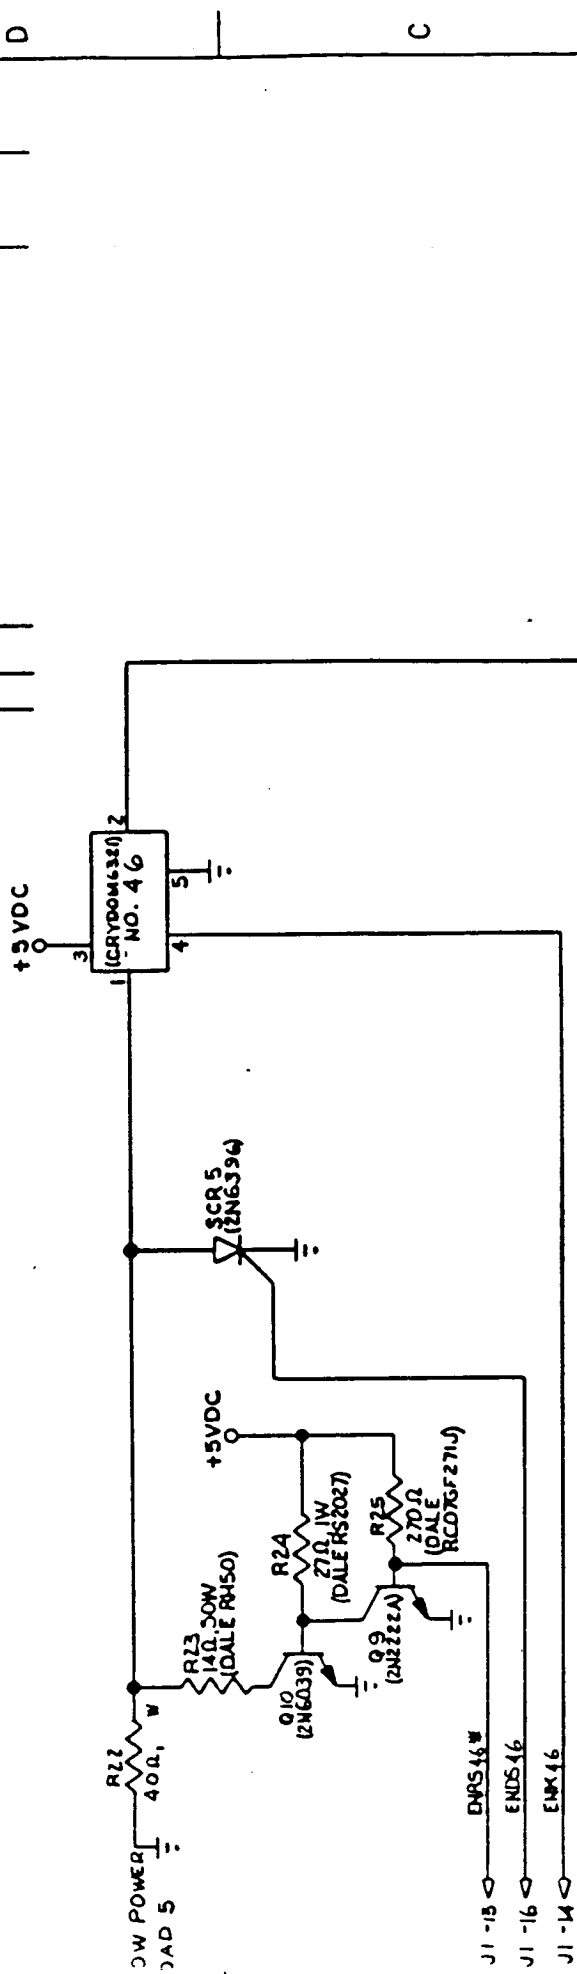 D
C
+5VDC
3
(CRYDOM6321)
NO. 46
1
2
4
5
SCR5
(2N6396)
+5VDC
R22
40Ω,
W
R23
14Ω, 50W
(DALE RH50)
R24
27Ω 1W
(DALE RS2027)
R25
270Ω
(DALE
RC07GF271J)
Q10
(2N6039)
Q9
(2N2222A)
OW POWER
OAD 5
ENRS46*
ENDS46
ENK46
J1-15
J1-16
J1-14